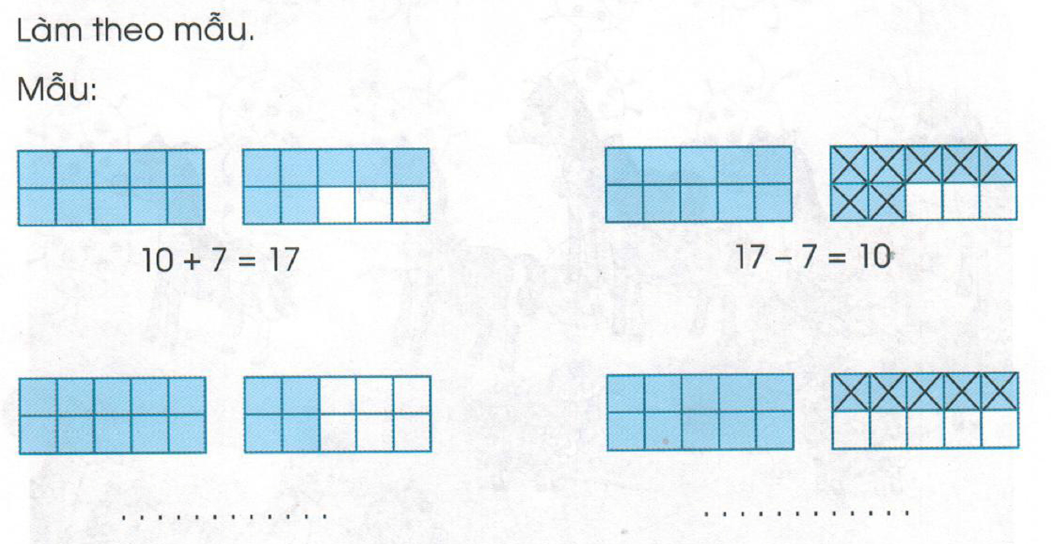 Làm theo mẫu.
Mẫu:
10 + 7 = 17
17 – 7 = 10
. . . . . . . . . . . .
. . . . . . . . . . . .